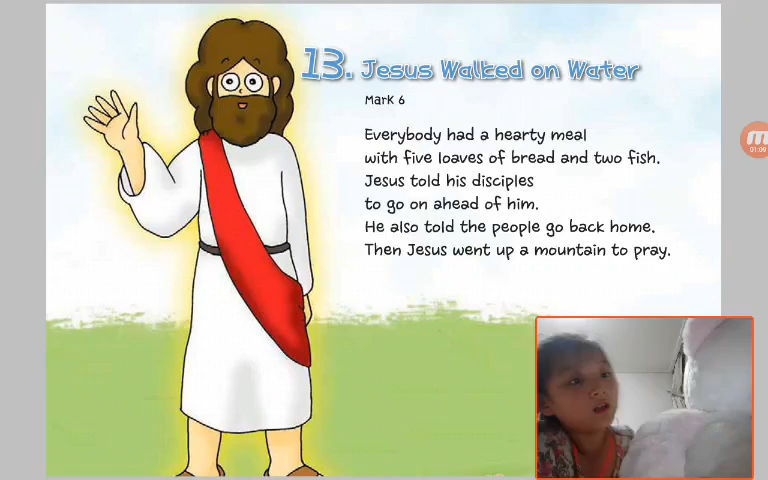 13. Jesus Walked on Water
Mark 6
Everybody had a hearty meal
with five loaves of bread and two fish.
Jesus told his disciples
to go on ahead of him.
He also told the people go back home.
Then Jesus went up a mountain to pray.
01:09